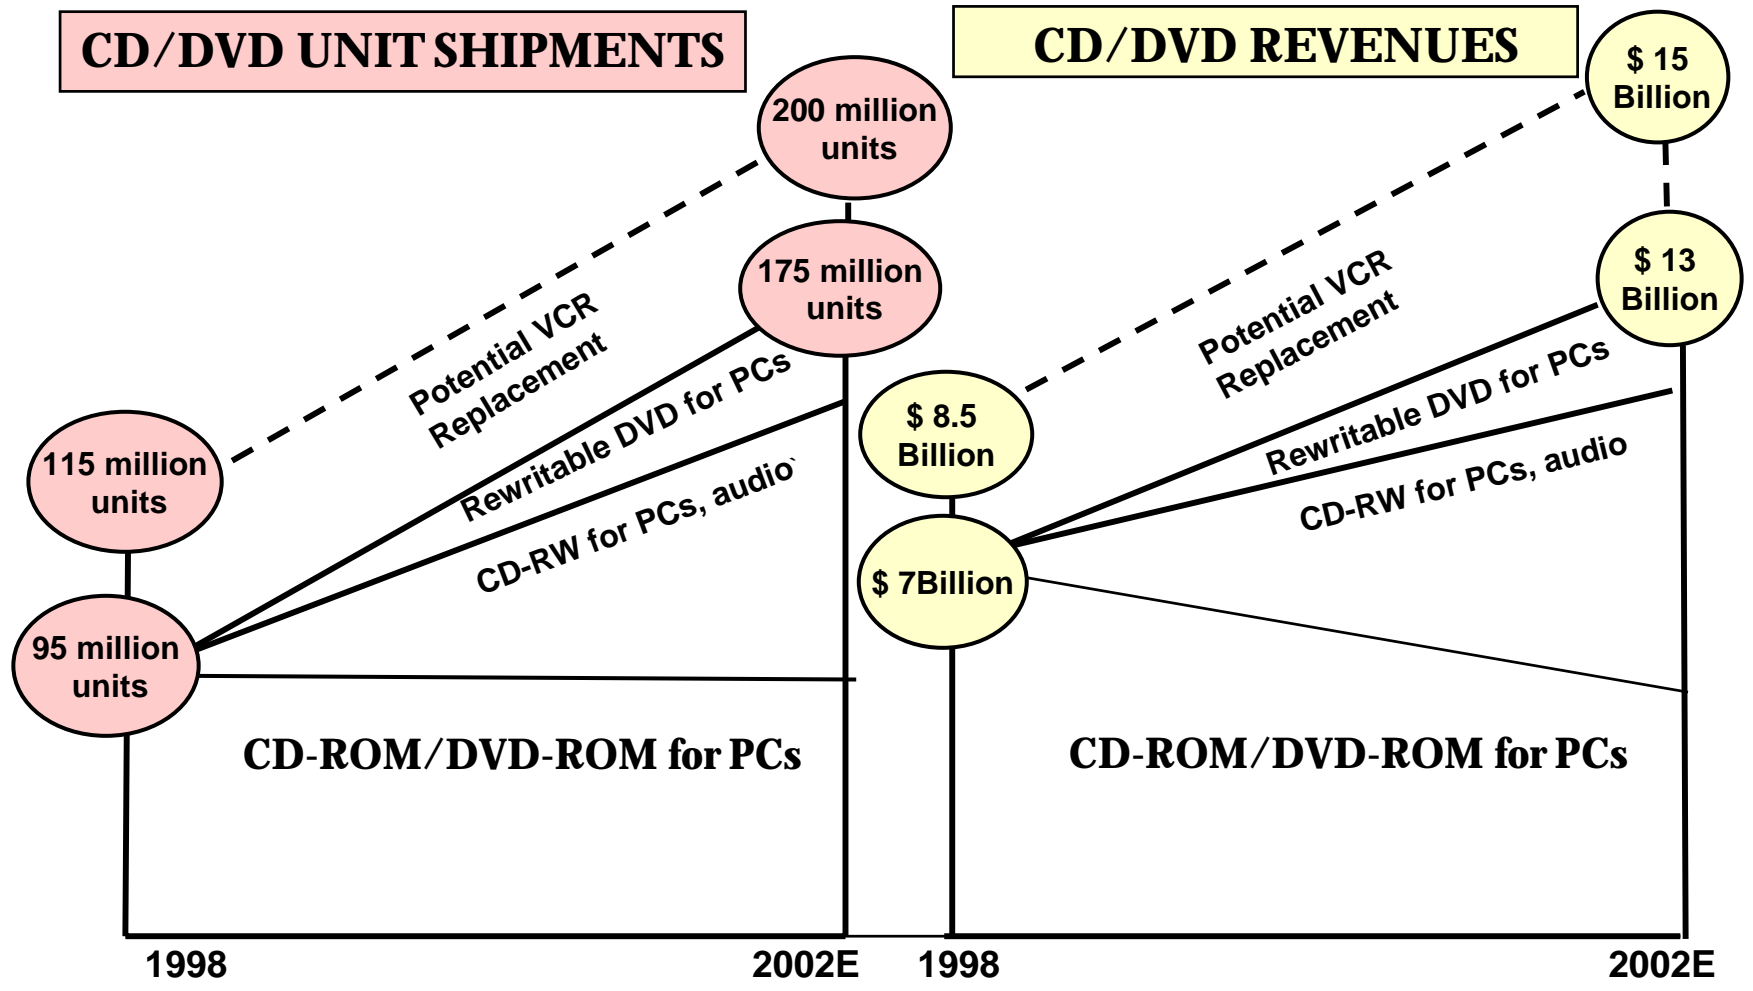 CD/DVD UNIT SHIPMENTS
200 million
units
175 million
units
Potential VCR
Replacement
Rewritable DVD for PCs
CD-RW for PCs, audo`
115 million
units
95 million
units
CD-ROM/DVD-ROM for PCs
1998
2002E
CD/DVD REVENUES
$ 15
Billion
$ 13
Billion
Potential VCR
Replacement
Rewritable DVD for PCs
CD-RW for PCs, audio
$ 8.5
Billion
$ 7Billion
CD-ROM/DVD-ROM for PCs
1998
2002E